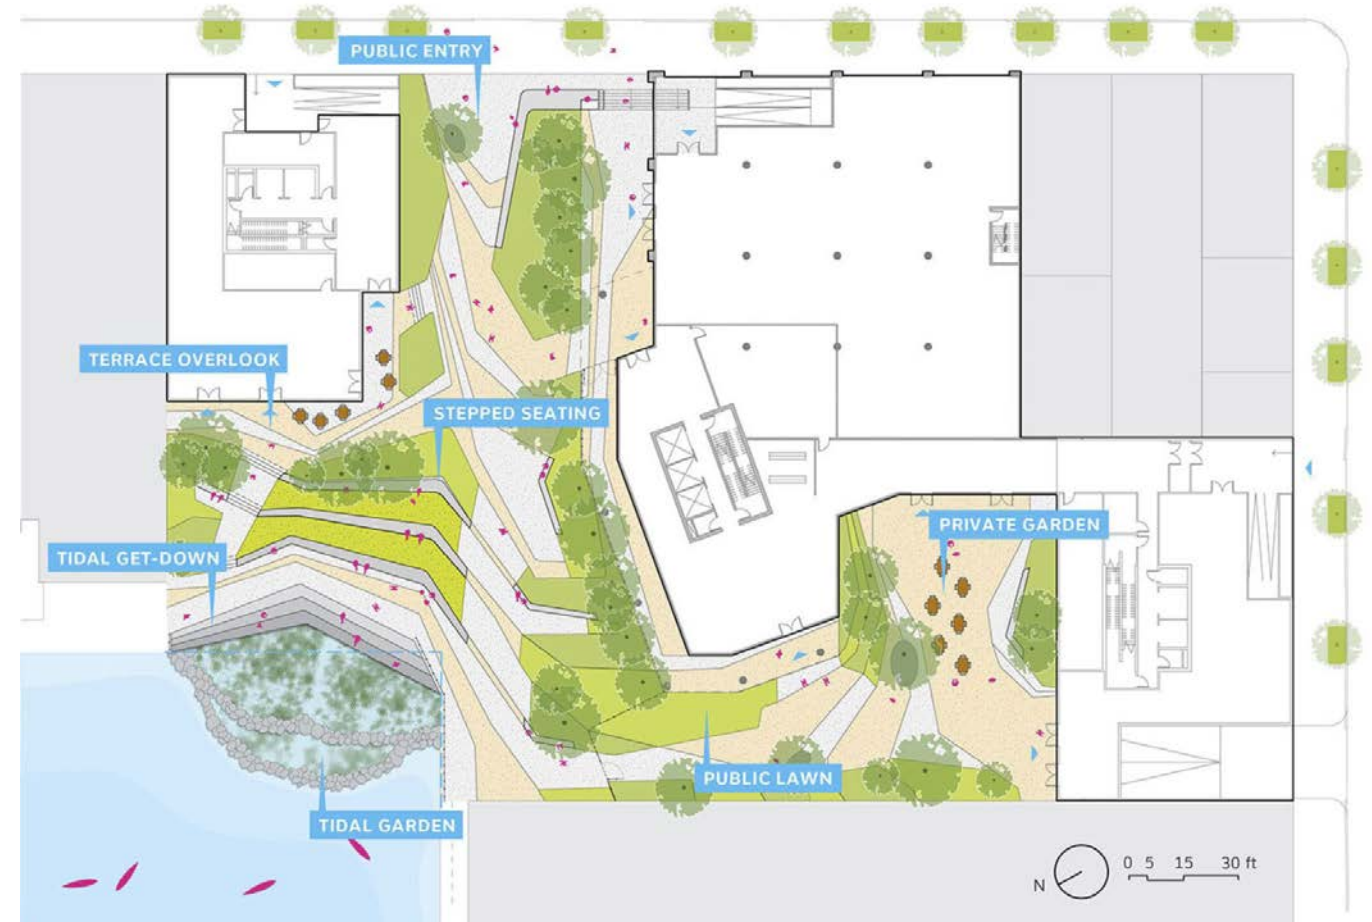 PUBLIC ENTRY
TERRACE OVERLOOK
STEPPED SEATING
PRIVATE GARDEN
TIDAL GET-DOWN
PUBLIC LAWN
TIDAL GARDEN
N
0 5 15 30 ft